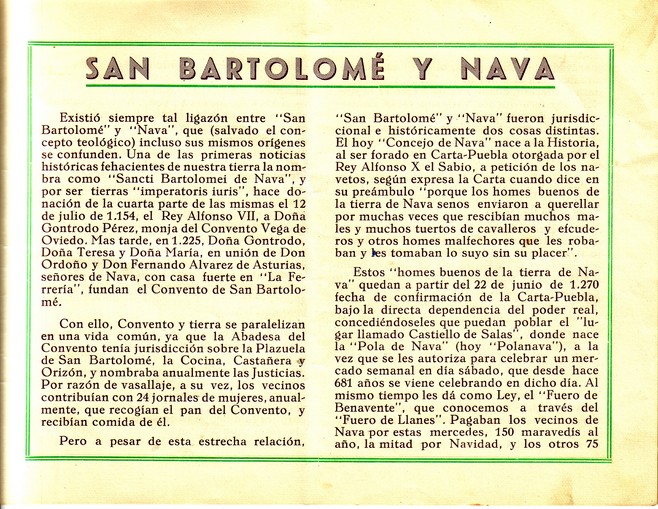 SAN BARTOLOMÉ Y NAVA
Existió siempre tal ligazón entre "San
Bartolomé" y "Nava", que (salvado el con-
cepto teológico) incluso sus mismos orígenes
se confunden. Una de las primeras noticias
históricas fehacientes de nuestra tierra la nom-
bra como "Sancti Bartolomei de Nava", y
por ser tierras "imperatoris iuris", hace do-
nación de la cuarta parte de las mismas el 12
de julio de 1.154, el Rey Alfonso VII, a Doña
Gontrodo Pérez, monja del Convento Vega de
Oviedo. Mas tarde, en 1.225, Doña Gontrodo,
Doña Teresa y Doña María, en unión de Don
Ordoño y Don Fernando Alvarez de Asturias,
señores de Nava, con casa fuerte en "La Fe-
rrería", fundan el Convento de San Bartolo-
mé.
Con ello, Convento y tierra se paralelizan
en una vida común, ya que la Abadesa del
Convento tenía jurisdicción sobre la Plazuela
de San Bartolomé, la Cocina, Castañera y
Orizón, y nombraba anualmente las Justicias.
Por razón de vasallaje, a su vez, los vecinos
contribuían con 24 jornales de mujeres, anual-
mente, que recogían el pan del Convento, y
recibían comida de él.
Pero a pesar de esta estrecha relación,
"San Bartolomé" y "Nava" fueron jurisdic-
cional e históricamente dos cosas distintas.
El hoy "Concejo de Nava" nace a la Historia,
al ser forado en Carta-Puebla otorgada por el
Rey Alfonso X el Sabio, a petición de los na-
vetos, según expresa la Carta cuando dice en
su preámbulo "porque los homes buenos de
la tierra de Nava senos enviaron a querellar
por muchas veces que rescibían muchos ma-
les y muchos tuertos de cavalleros y efcude-
ros y otros homes malfechores que les roba-
ban y les tomaban lo suyo sin su placer".
Estos "homes buenos de la tierra de Na-
va" quedan a partir del 22 de junio de 1.270
fecha de confirmación de la Carta-Puebla,
bajo la directa dependencia del poder real,
concediéndoseles que puedan poblar el "lu-
gar llamado Castiello de Salas", donde nace
la "Pola de Nava" (hoy "Polanava"), a la
vez que se les autoriza para celebrar un mer-
cado semanal en día sábado, que desde hace
681 años se viene celebrando en dicho día. Al
mismo tiempo les dá como Ley, el "Fuero de
Benavente", que conocemos a través del
"Fuero de Llanes". Pagaban los vecinos de
Nava por estas mercedes, 150 maravedís al
año, la mitad por Navidad, y los otros 75